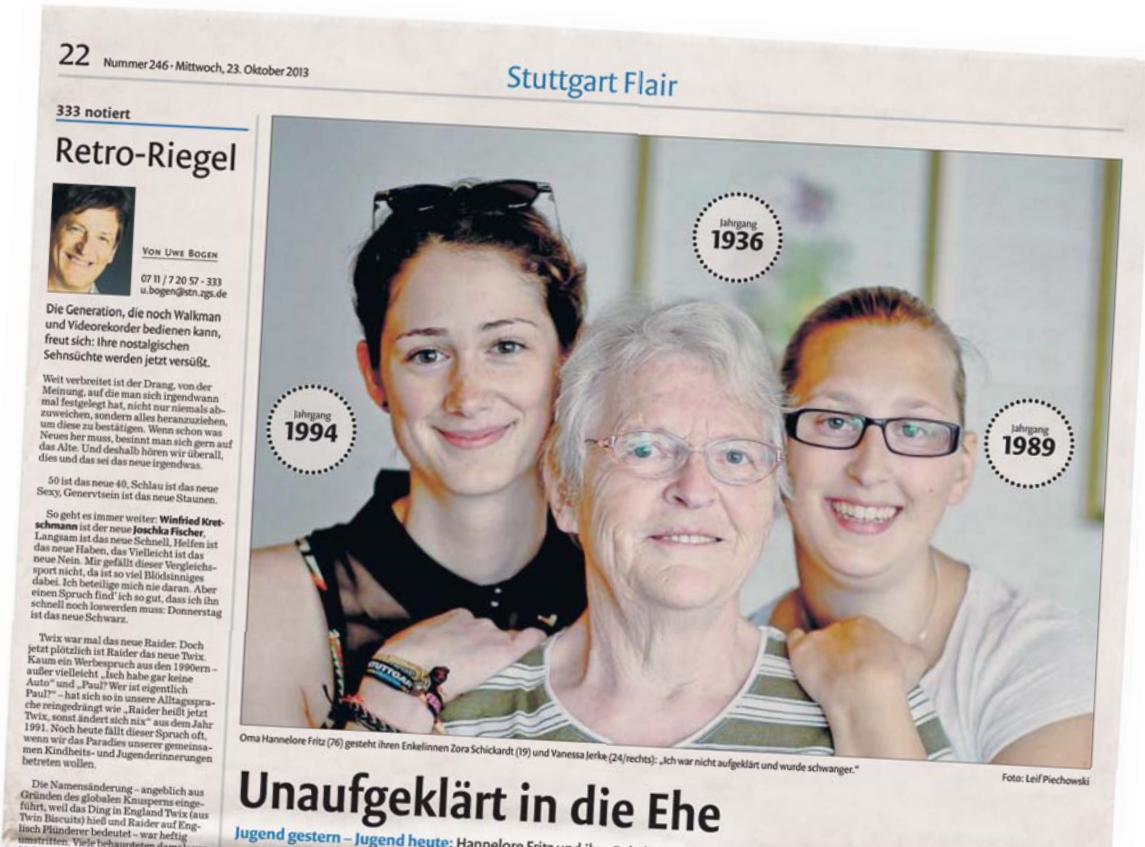 22 Nummer 246 • Mittwoch, 23. Oktober 2013
Stuttgart Flair
333 notiert
Retro-Riegel
VON UWE BOGEN
07 11 / 7 20 57 - 333
u.bogen@stn.zgs.de
Die Generation, die noch Walkman
und Videorekorder bedienen kann,
freut sich: Ihre nostalgischen
Sehnsüchte werden jetzt versüßt.
Weit verbreitet ist der Drang, von der
Meinung, auf die man sich irgendwann
mal festgelegt hat, nicht nur niemals ab-
zuweichen, sondern alles heranzuziehen,
um diese zu bestätigen. Wenn schon was
Neues her muss, besinnt man sich gern auf
das Alte. Und deshalb hören wir überall,
dies und das sei das neue irgendwas.
50 ist das neue 40, Schlau ist das neue
Sexy, Genervtsein ist das neue Staunen.
So geht es immer weiter: Winfried Kret-
schmann ist der neue Joschka Fischer,
Langsam ist das neue Schnell, Helfen ist
das neue Haben, das Vielleicht ist das
neue Nein. Mir gefällt dieser Vergleichs-
sport nicht, da ist so viel Blödsinniges
dabei. Ich beteilige mich nie daran. Aber
einen Spruch find' ich so gut, dass ich ihn
schnell noch loswerden muss: Donnerstag
ist das neue Schwarz.
Twix war mal das neue Raider. Doch
jetzt plötzlich ist Raider das neue Twix.
Kaum ein Werbespruch aus den 1990ern –
außer vielleicht „Isch habe gar keine
Auto“ und „Paul? Wer ist eigentlich
Paul?“ – hat sich so in unsere Alltagsspra-
che reingedrängt wie „Raider heißt jetzt
Twix, sonst ändert sich nix“ aus dem Jahr
1991. Noch heute fällt dieser Spruch oft,
wenn wir das Paradies unserer gemeinsa-
men Kindheits- und Jugenderinnerungen
betreten wollen.
Die Namensänderung – angeblich aus
Gründen des globalen Knusperns einge-
führt, weil das Ding in England Twix (aus
Twin Biscuits) hieß und Raider auf Eng-
lisch Plünderer bedeutet – war heftig
umstritten. Viele behaupteten
Jahrgang
1936
Jahrgang
1994
Jahrgang
1989
STUTTGAR
Oma Hannelore Fritz (76) gesteht ihren Enkelinnen Zora Schickardt (19) und Vanessa Jerke (24/rechts): „Ich war nicht aufgeklärt und wurde schwanger.“
Foto: Leif Piechowski
Unaufgeklärt in die Ehe
Jugend gestern – Jugend heute: Hannelore Fritz und ihre